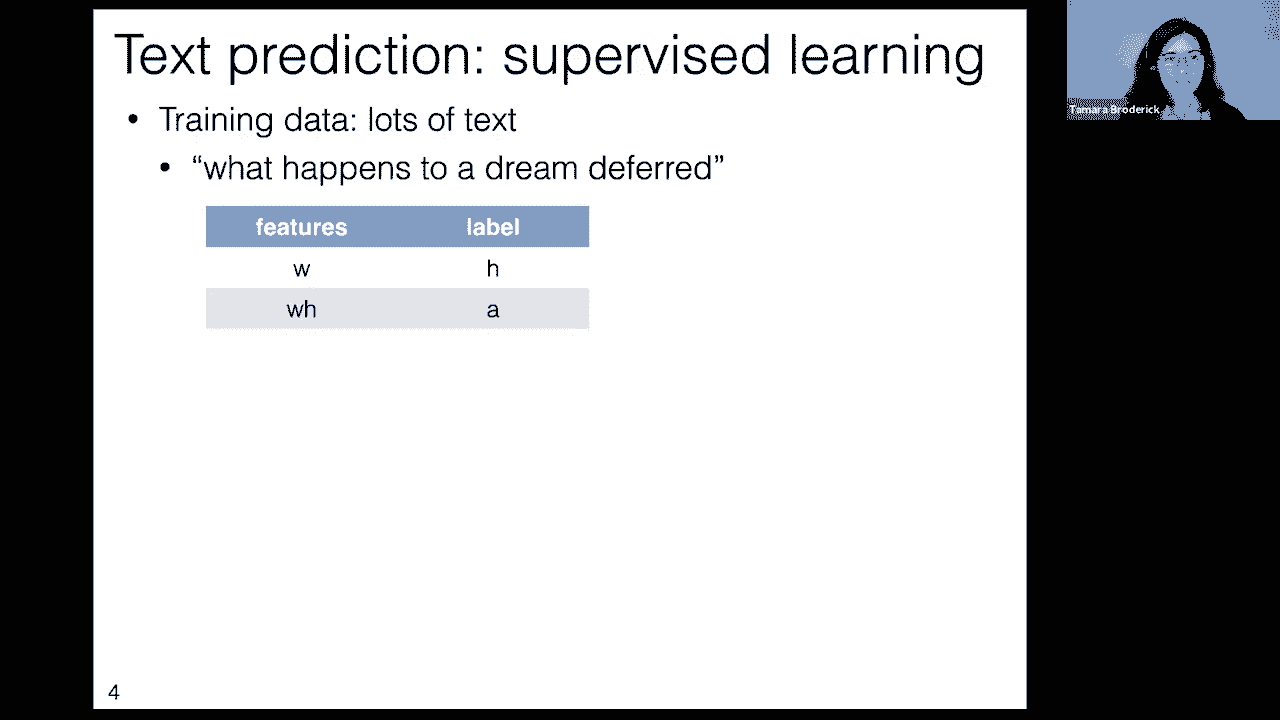 Text prediction: supervised learning
• Training data: lots of text
• “what happens to a dream deferred”
features label
w h
wh a
4
Tamara Broderick